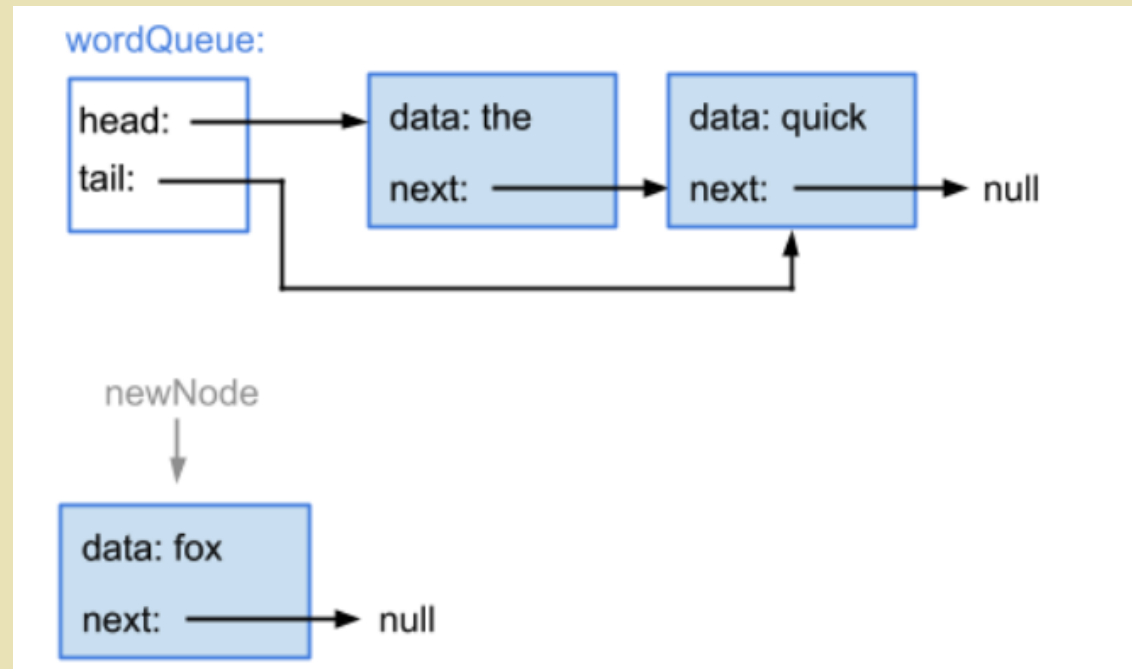 wordQueue:
head:
tail:
data: the
next:
data: quick
next:
null
newNode
data: fox
next:
null